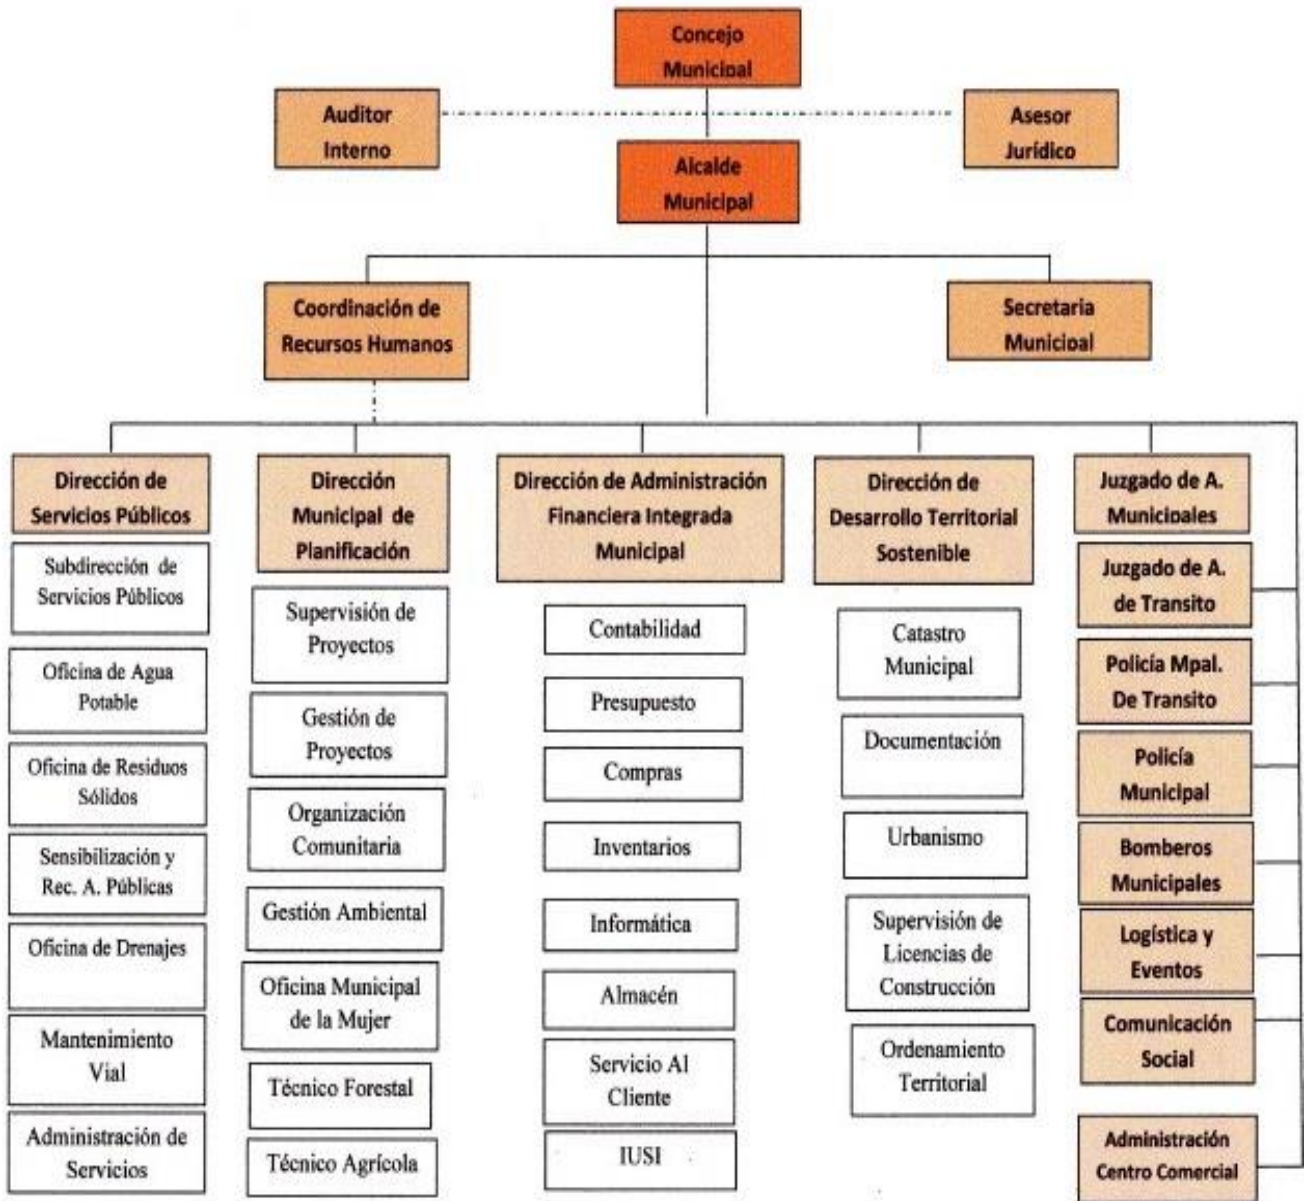 Concejo
Municipal
Auditor
Interno
Asesor
Jurídico
Alcalde
Municipal
Coordinación de
Recursos Humanos
Secretaria
Municipal
Dirección de
Servicios Públicos
Subdirección de
Servicios Públicos
Oficina de Agua
Potable
Oficina de Residuos
Sólidos
Sensibilización y
Rec. A. Públicas
Oficina de Drenajes
Mantenimiento
Vial
Administración de
Servicios
Dirección
Municipal de
Planificación
Supervisión de
Proyectos
Gestión de
Proyectos
Organización
Comunitaria
Gestión Ambiental
Oficina Municipal
de la Mujer
Técnico Forestal
Técnico Agrícola
Dirección de Administración
Financiera Integrada
Municipal
Contabilidad
Presupuesto
Compras
Inventarios
Informática
Almacén
Servicio Al
Cliente
IUSI
Dirección de
Desarrollo Territorial
Sostenible
Catastro
Municipal
Documentación
Urbanismo
Supervisión de
Licencias de
Construcción
Ordenamiento
Territorial
Juzgado de A.
Municipales
Juzgado de A.
de Transito
Policía Mpal.
De Transito
Policía
Municipal
Bomberos
Municipales
Logística y
Eventos
Comunicación
Social
Administración
Centro Comercial